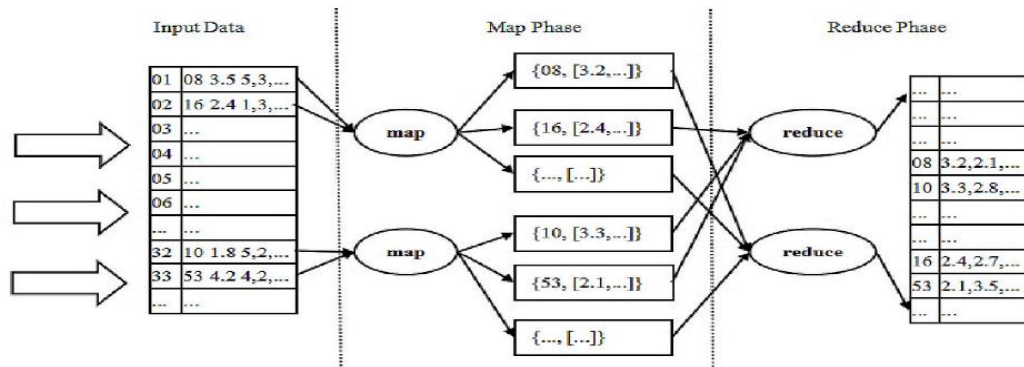 Input Data
Map Phase
Reduce Phase
01 08 3.5 5,3,...
02 16 2.4 1,3,...
03 ...
04 ...
05 ...
06 ...
... ...
32 10 1.8 5,2,...
33 53 4.2 4,2,...
... ...
map
map
{08, [3.2,...]}
{16, [2.4,...]}
{..., [...]}
{10, [3.3,...]}
{53, [2.1,...]}
{..., [...]}
reduce
reduce
... ...
... ...
... ...
08 3.2,2.1,...
10 3.3,2.8,...
... ...
... ...
16 2.4,2.7,...
53 2.1,3.5,...
... ...